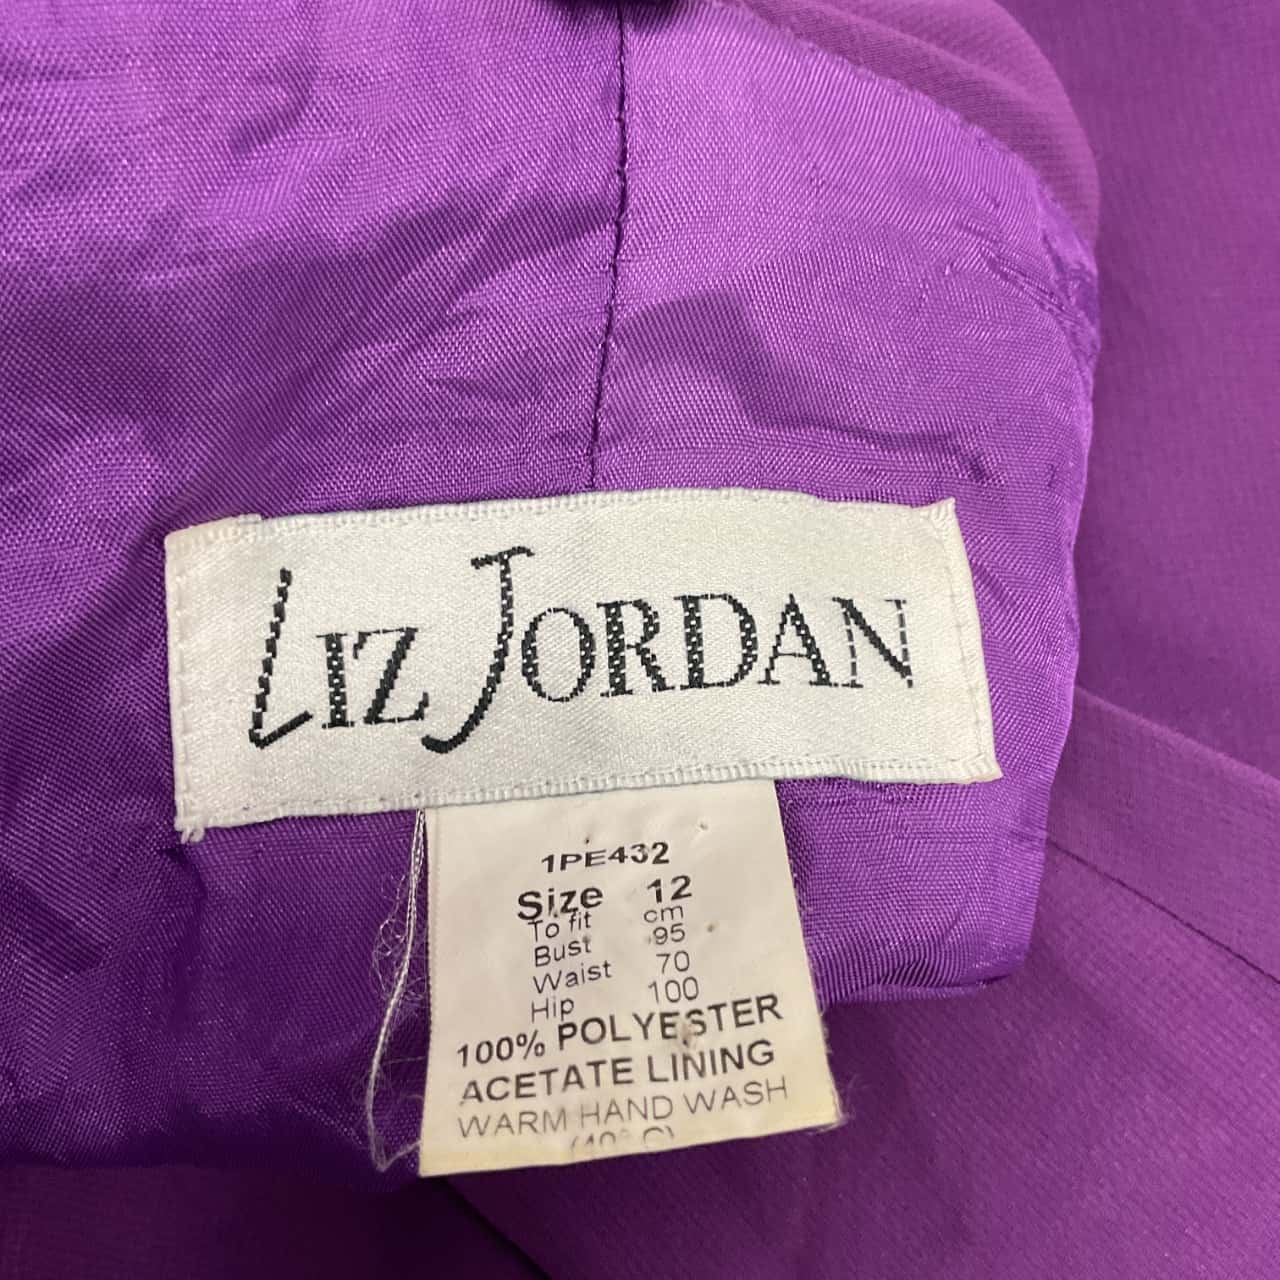 LIZ JORDAN
1PE432
Size 12
To fit cm
Bust 95
Waist 70
Hip 100
100% POLYESTER
ACETATE LINING
WARM HAND WASH
(40° C)